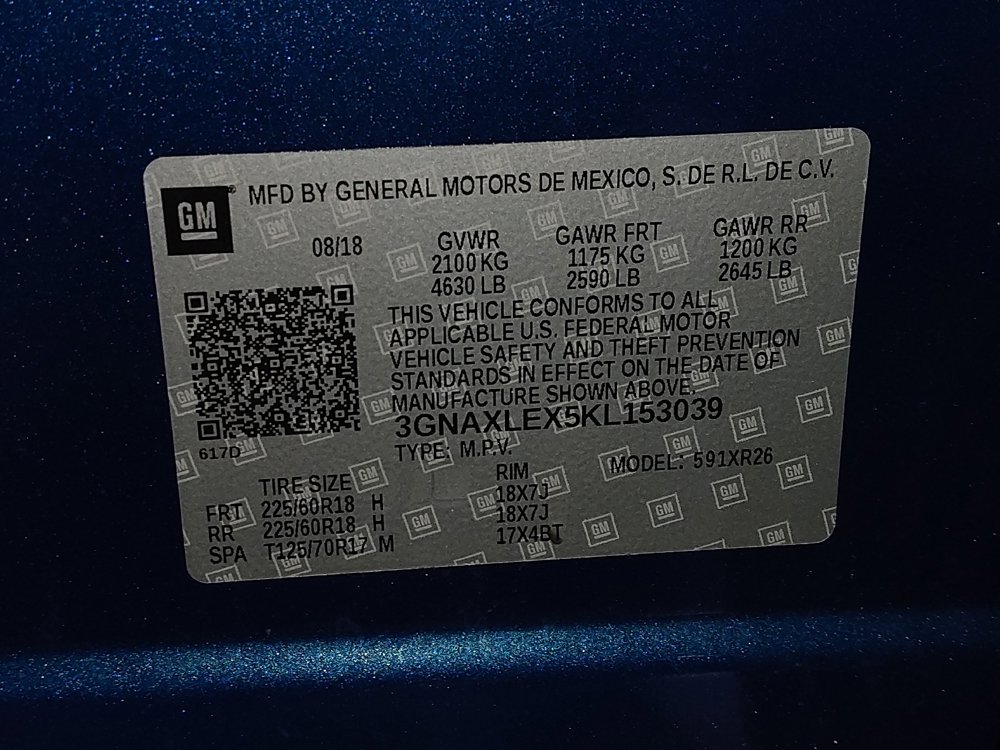 GM
MFD BY GENERAL MOTORS DE MEXICO, S. DE R.L. DE C.V.
08/18
GVWR GAWR FRT GAWR RR
2100 KG 1175 KG 1200 KG
4630 LB 2590 LB 2645 LB
THIS VEHICLE CONFORMS TO ALL
APPLICABLE U.S. FEDERAL MOTOR
VEHICLE SAFETY AND THEFT PREVENTION
STANDARDS IN EFFECT ON THE DATE OF
MANUFACTURE SHOWN ABOVE.
3GNAXLEX5KL153039
617D
TYPE: M.P.V. MODEL: 591XR26
TIRE SIZE RIM
FRT 225/60R18 H 18X7J
RR 225/60R18 H 18X7J
SPA T125/70R17 M 17X4BT